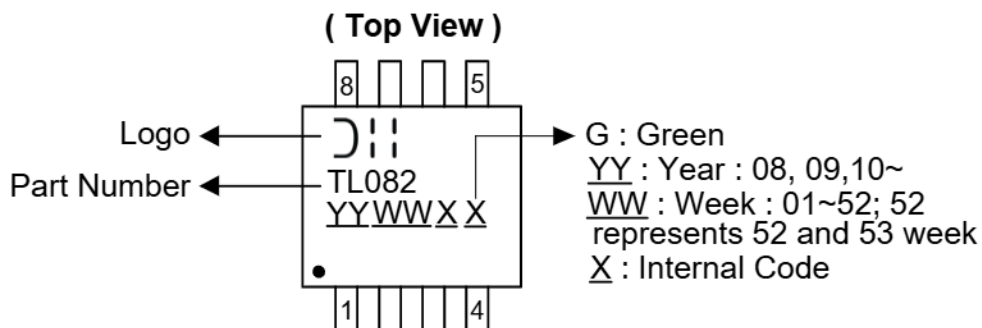 ( Top View )
8 5
Logo
Part Number
TL082
YYWWX X
G : Green
YY : Year : 08, 09,10~
WW : Week : 01~52; 52
represents 52 and 53 week
X : Internal Code
1 4